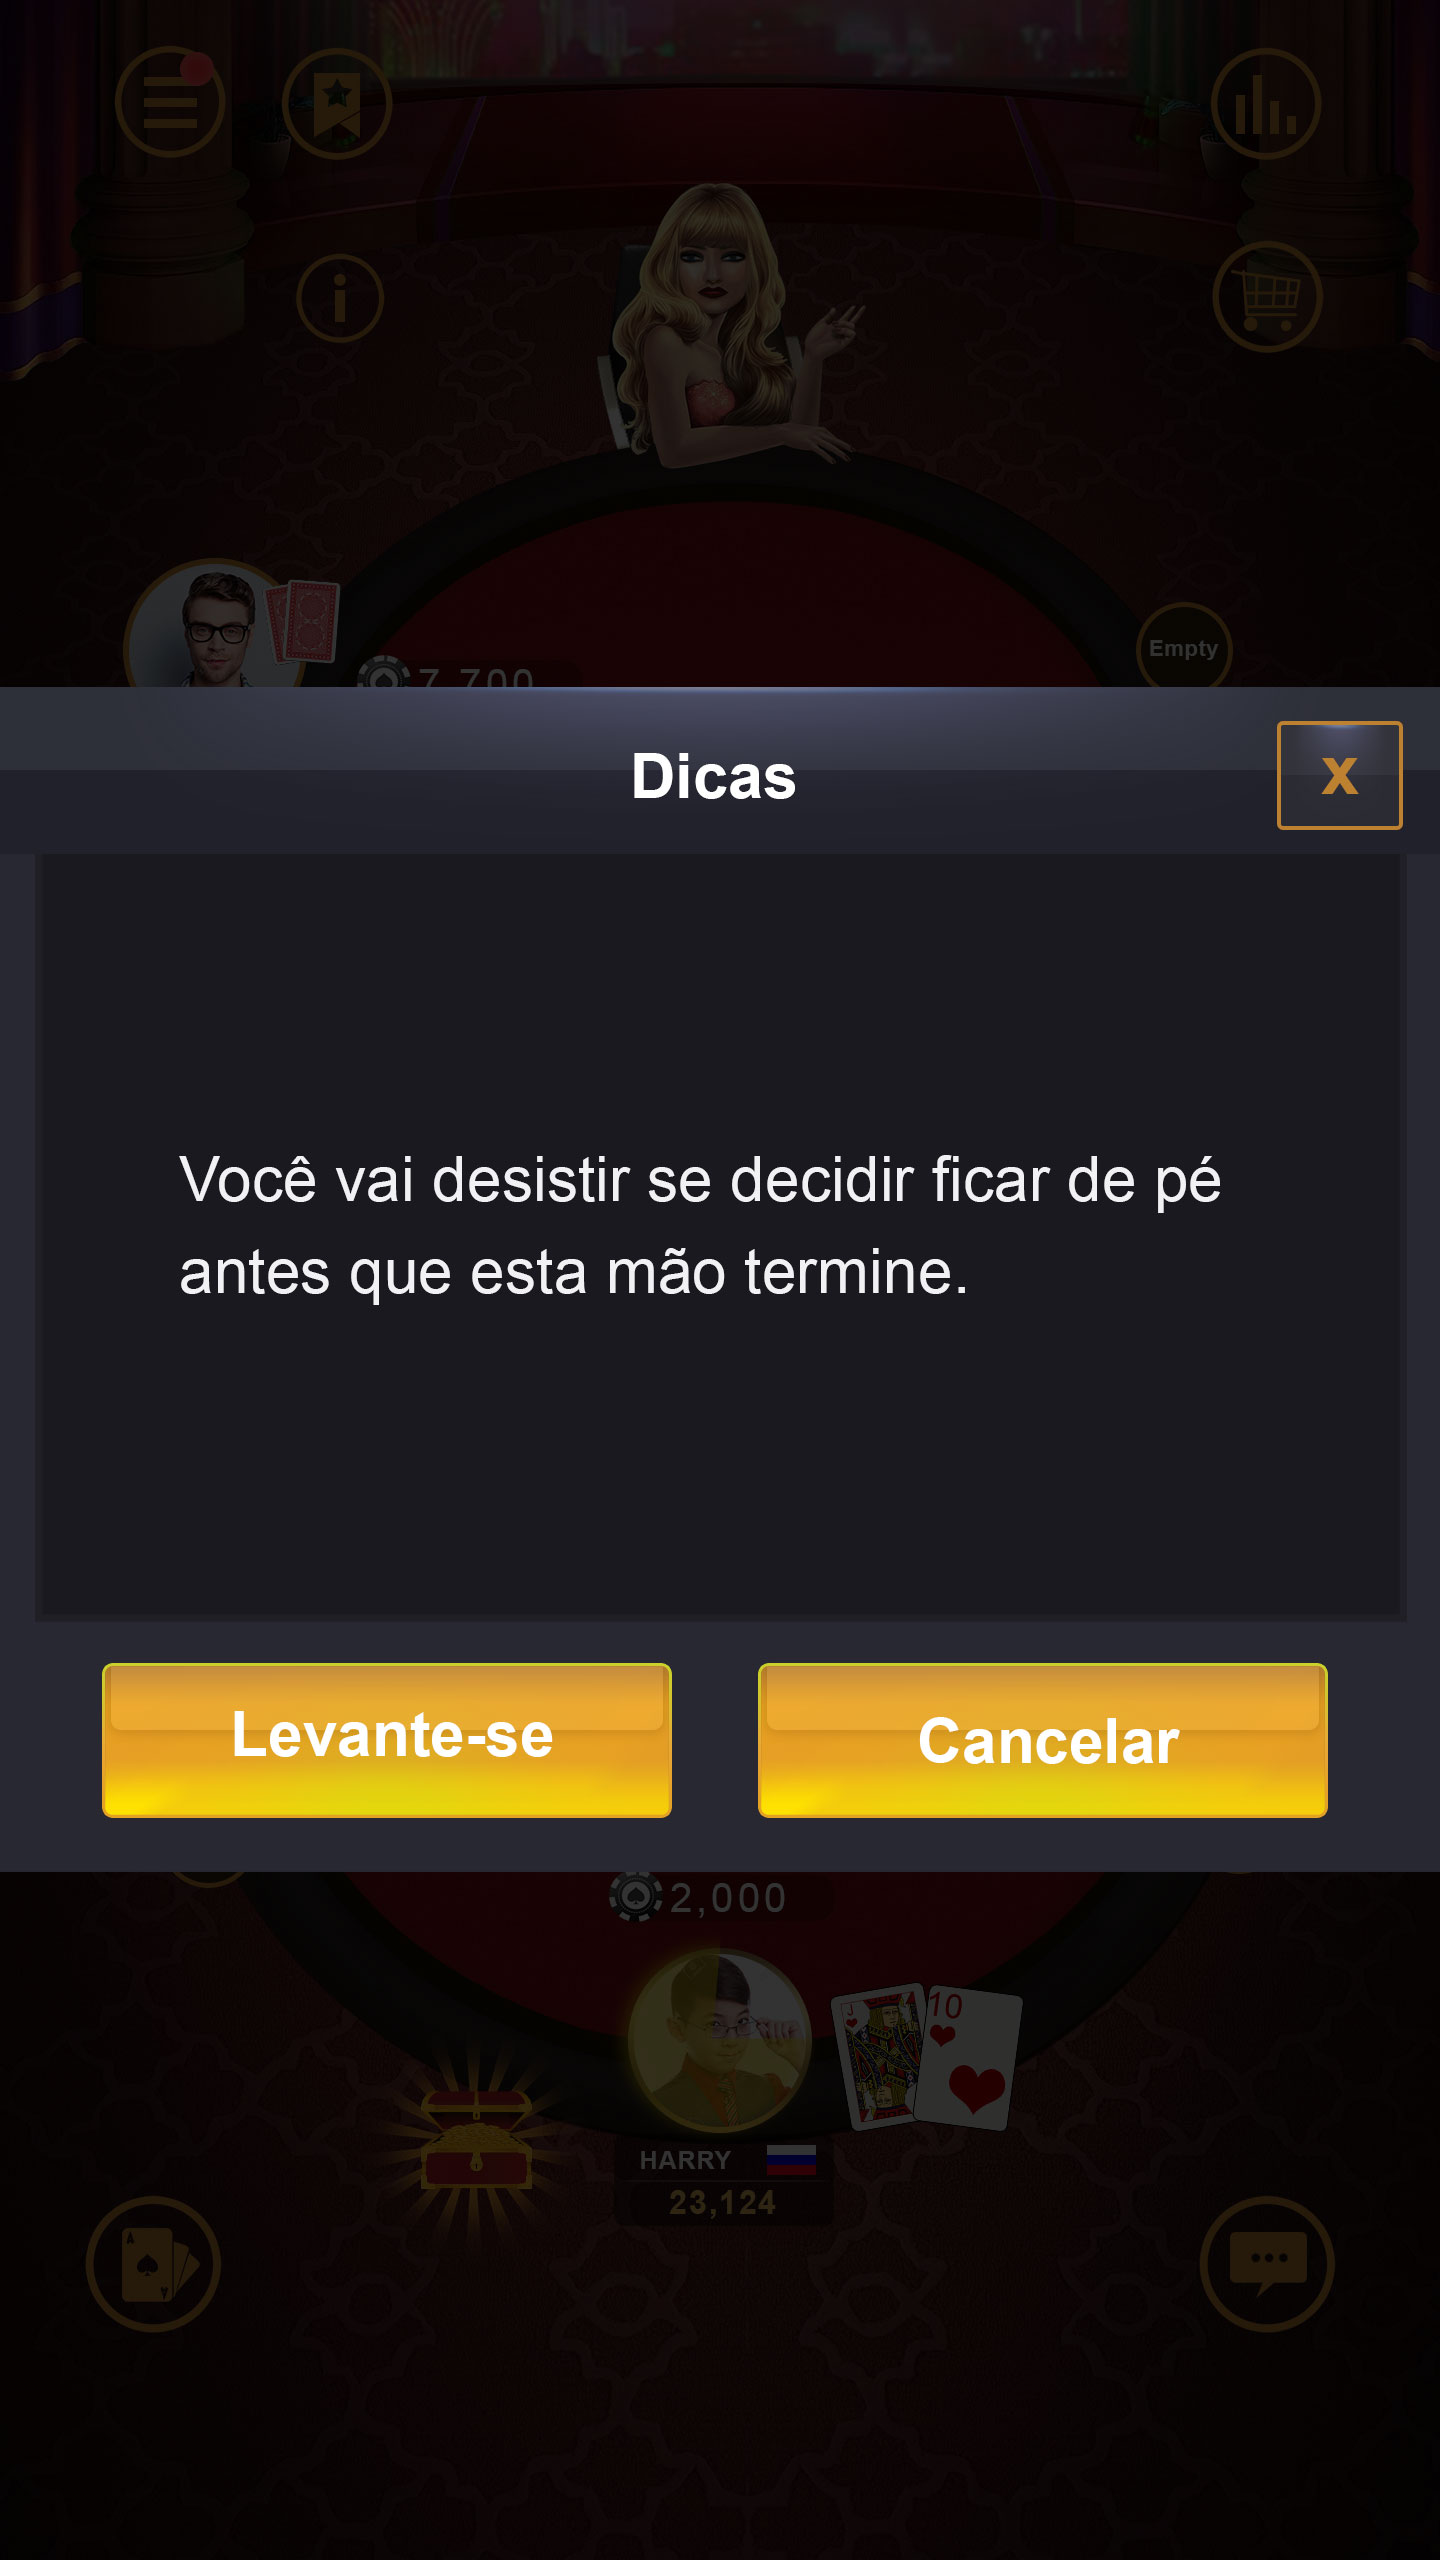 Empty
7,700
Dicas
X
Você vai desistir se decidir ficar de pé
antes que esta mão termine.
Levante-se
Cancelar
2,000
J
10
HARRY
23,124
A
A